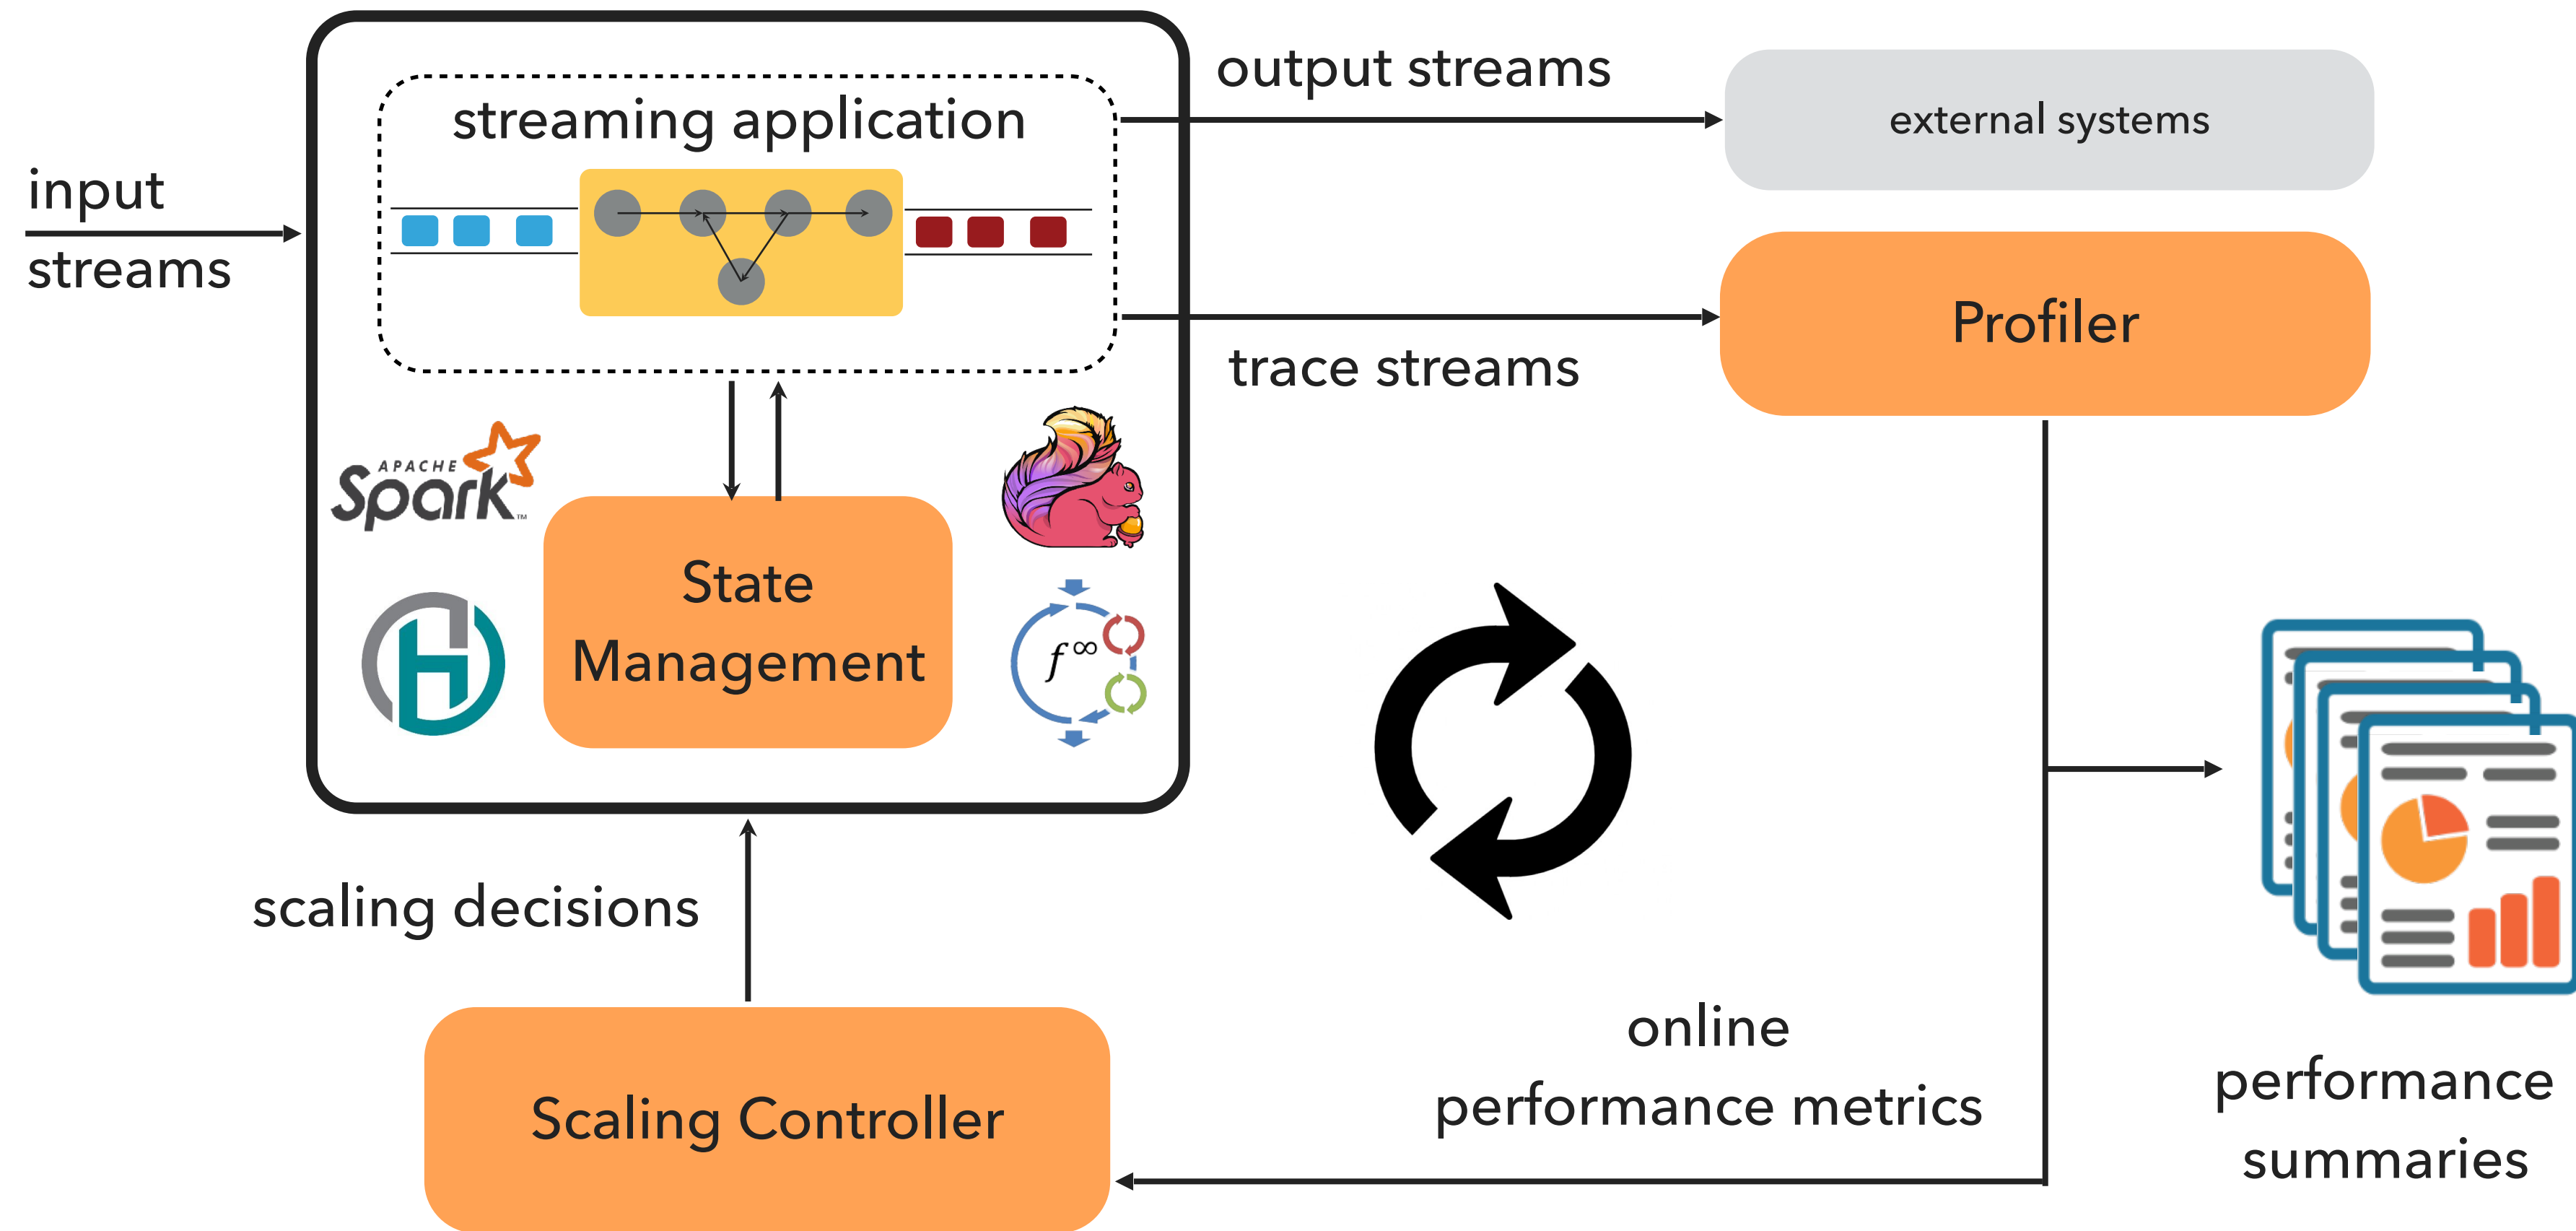 input
streams
streaming application
output streams
external systems
trace streams
Profiler
APACHE
Spark
TM
State
Management
f∞
scaling decisions
Scaling Controller
online
performance metrics
performance
summaries